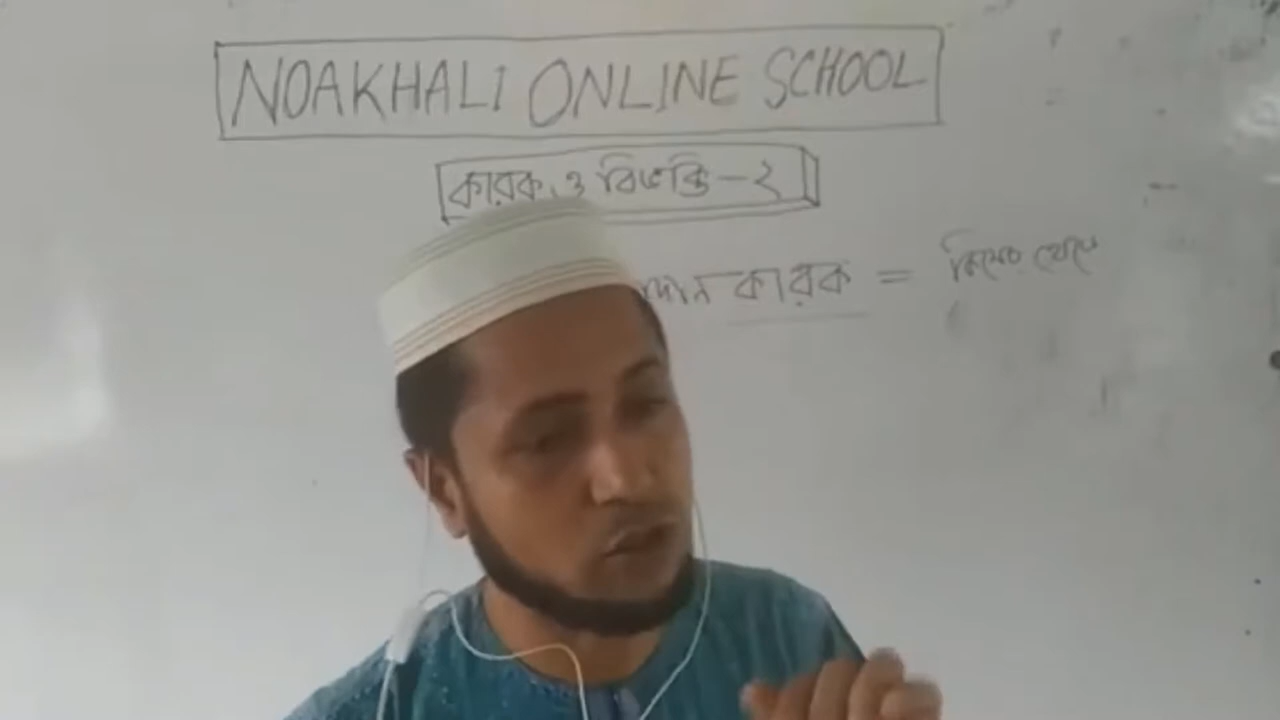 NOAKHALI ONLINE SCHOOL
কারক ও বিভক্তি - ২
কারক =